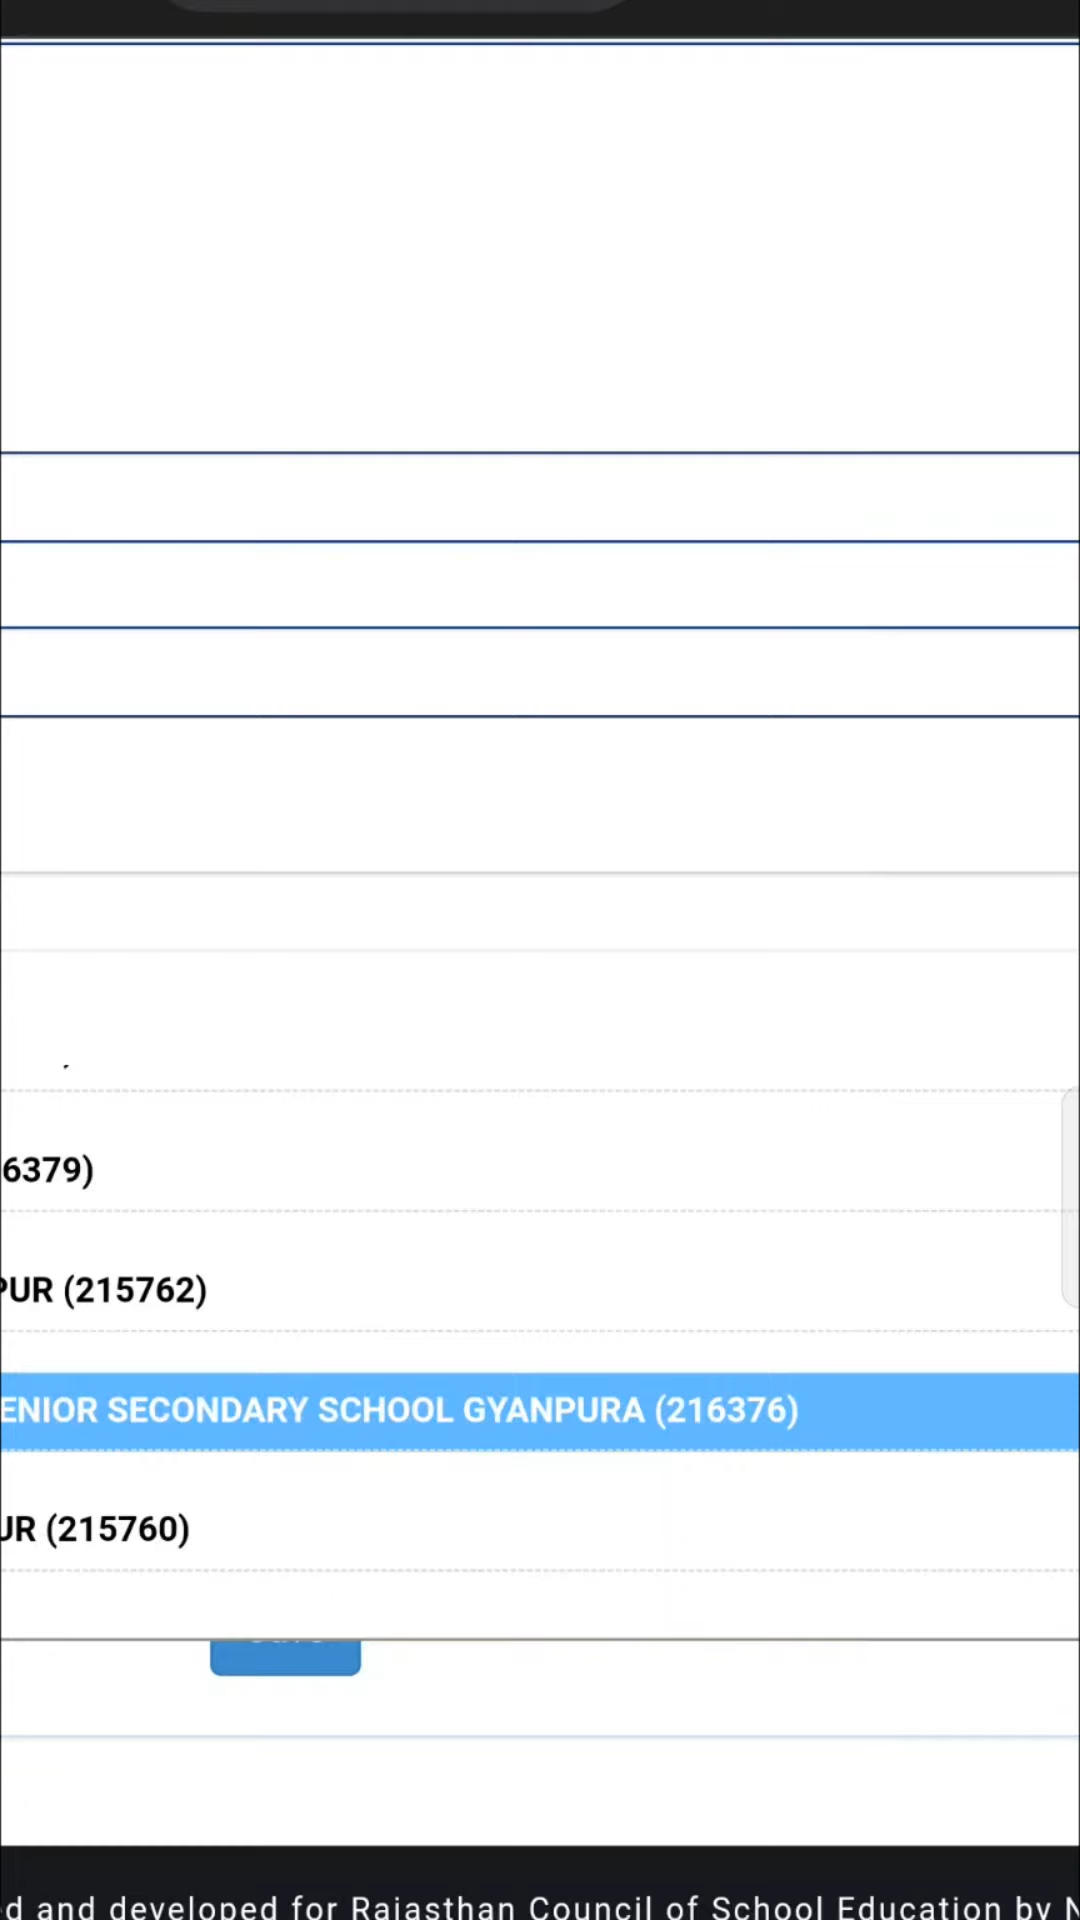 6379)
PUR (215762)
ENIOR SECONDARY SCHOOL GYANPURA (216376)
UR (215760)
d and developed for Rajasthan Council of School Education by N